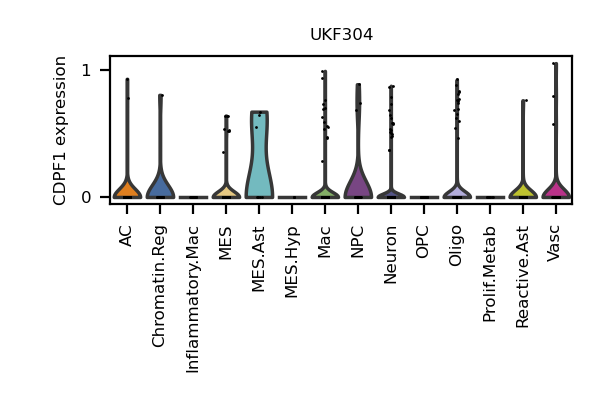 UKF304
CDPF1 expression
1
0
AC
Chromatin.Reg
Inflammatory.Mac
MES
MES.Ast
MES.Hyp
Mac
NPC
Neuron
OPC
Oligo
Prolif.Metab
Reactive.Ast
Vasc